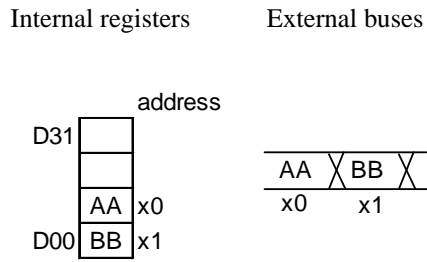 Internal registers External buses
address
D31
AA BB
AA x0 x0 x1
D00 BB x1